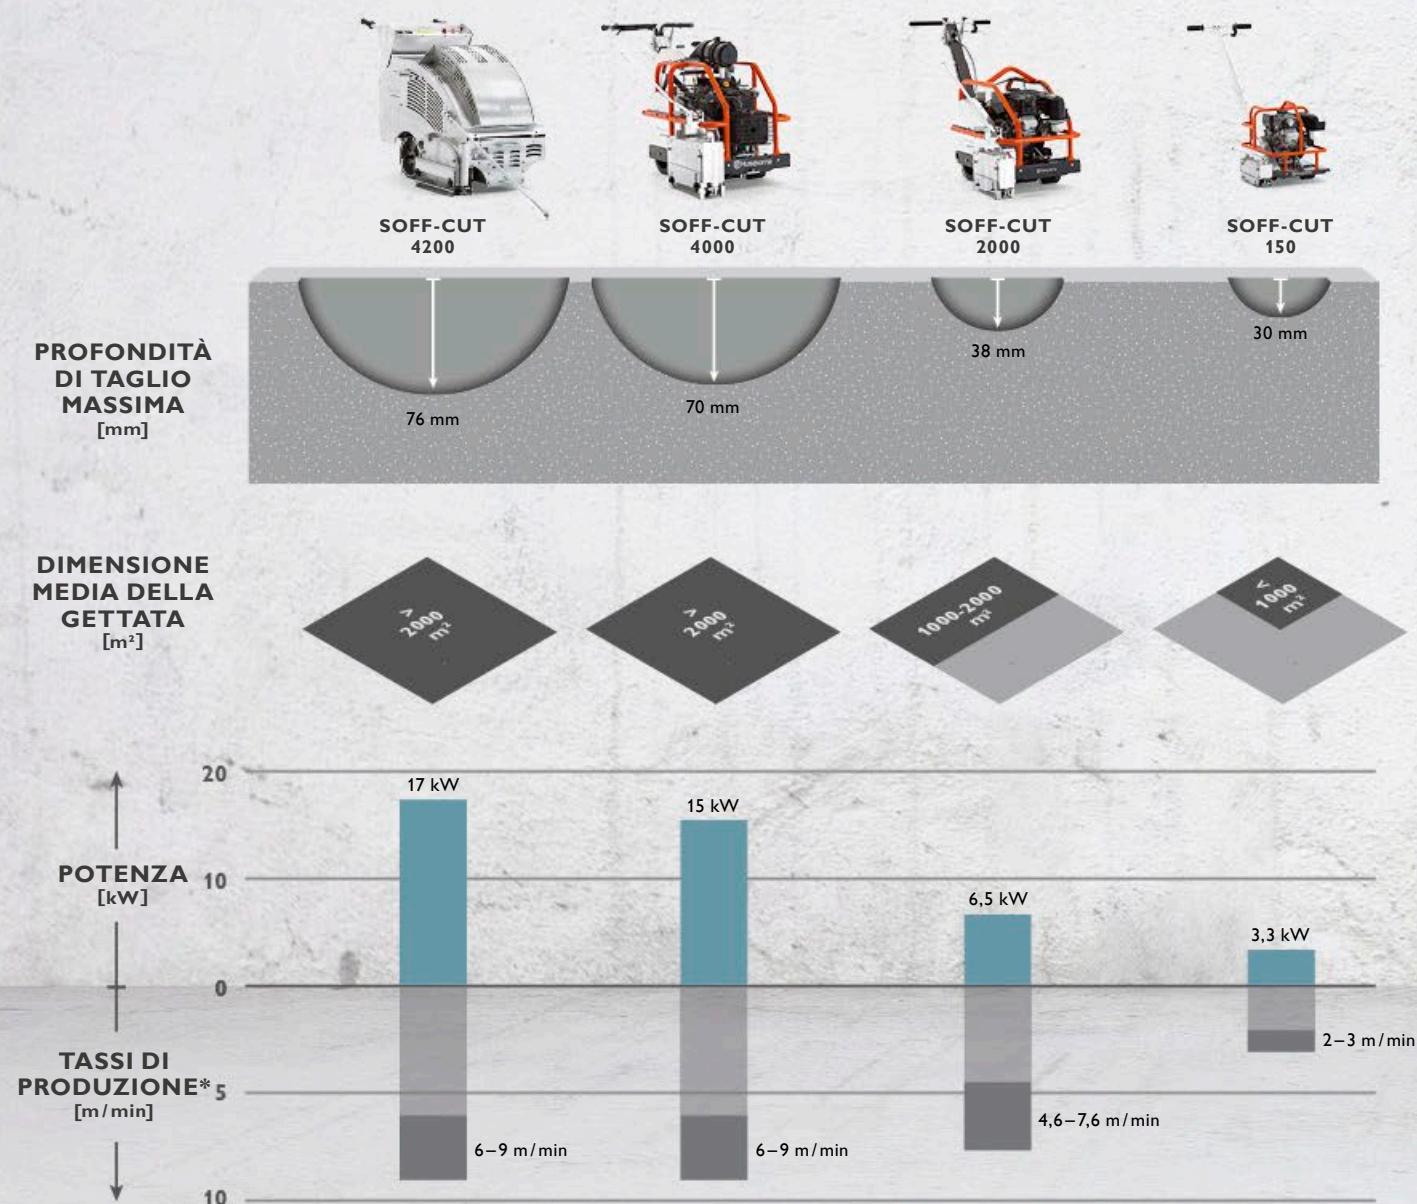 SOFF-CUT
4200
SOFF-CUT
4000
SOFF-CUT
2000
SOFF-CUT
150
PROFONDITÀ
DI TAGLIO
MASSIMA
[mm]
76 mm
70 mm
38 mm
30 mm
DIMENSIONE
MEDIA DELLA
GETTATA
[m²]
>
2000
m²
>
2000
m²
1000-2000
m²
<
1000
m²
POTENZA
[kW]
20
10
0
17 kW
15 kW
6,5 kW
3,3 kW
TASSI DI
PRODUZIONE*
[m/min]
5
10
6–9 m/min
6–9 m/min
4,6–7,6 m/min
2–3 m/min
Husqvarna